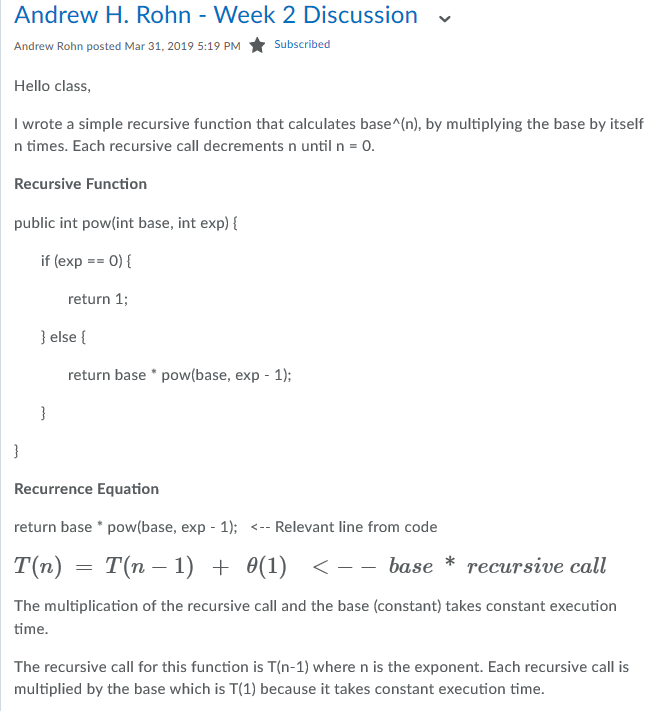 Andrew H. Rohn - Week 2 Discussion
Andrew Rohn posted Mar 31, 2019 5:19 PM ★ Subscribed
Hello class,
I wrote a simple recursive function that calculates base^(n), by multiplying the base by itself
n times. Each recursive call decrements n until n = 0.
Recursive Function
public int pow(int base, int exp) {
if (exp == 0) {
return 1;
} else {
return base * pow(base, exp - 1);
}
}
Recurrence Equation
return base * pow(base, exp - 1); <-- Relevant line from code
T(n) = T(n − 1) + θ(1) < − − base * recursive call
The multiplication of the recursive call and the base (constant) takes constant execution
time.
The recursive call for this function is T(n-1) where n is the exponent. Each recursive call is
multiplied by the base which is T(1) because it takes constant execution time.